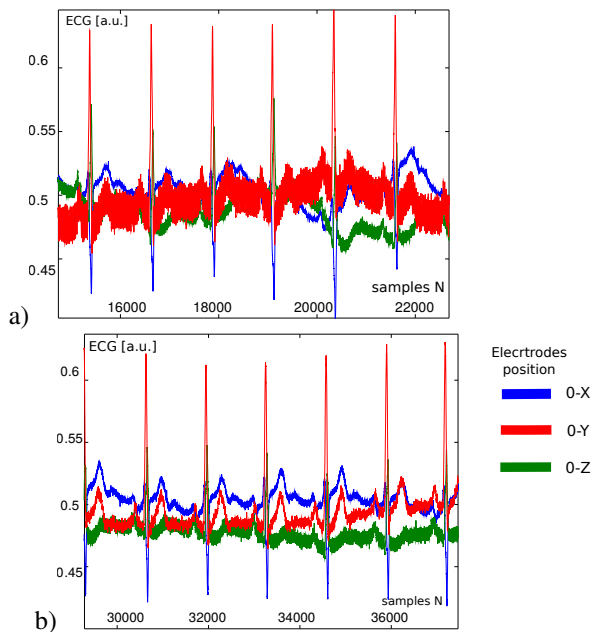 ECG [a.u.]
0.6
0.55
0.5
0.45
samples N
16000 18000 20000 22000
a)
ECG [a.u.]
0.6
0.55
0.5
0.45
samples N
30000 32000 34000 36000
b)
Elecrtrodes
position
0-X
0-Y
0-Z